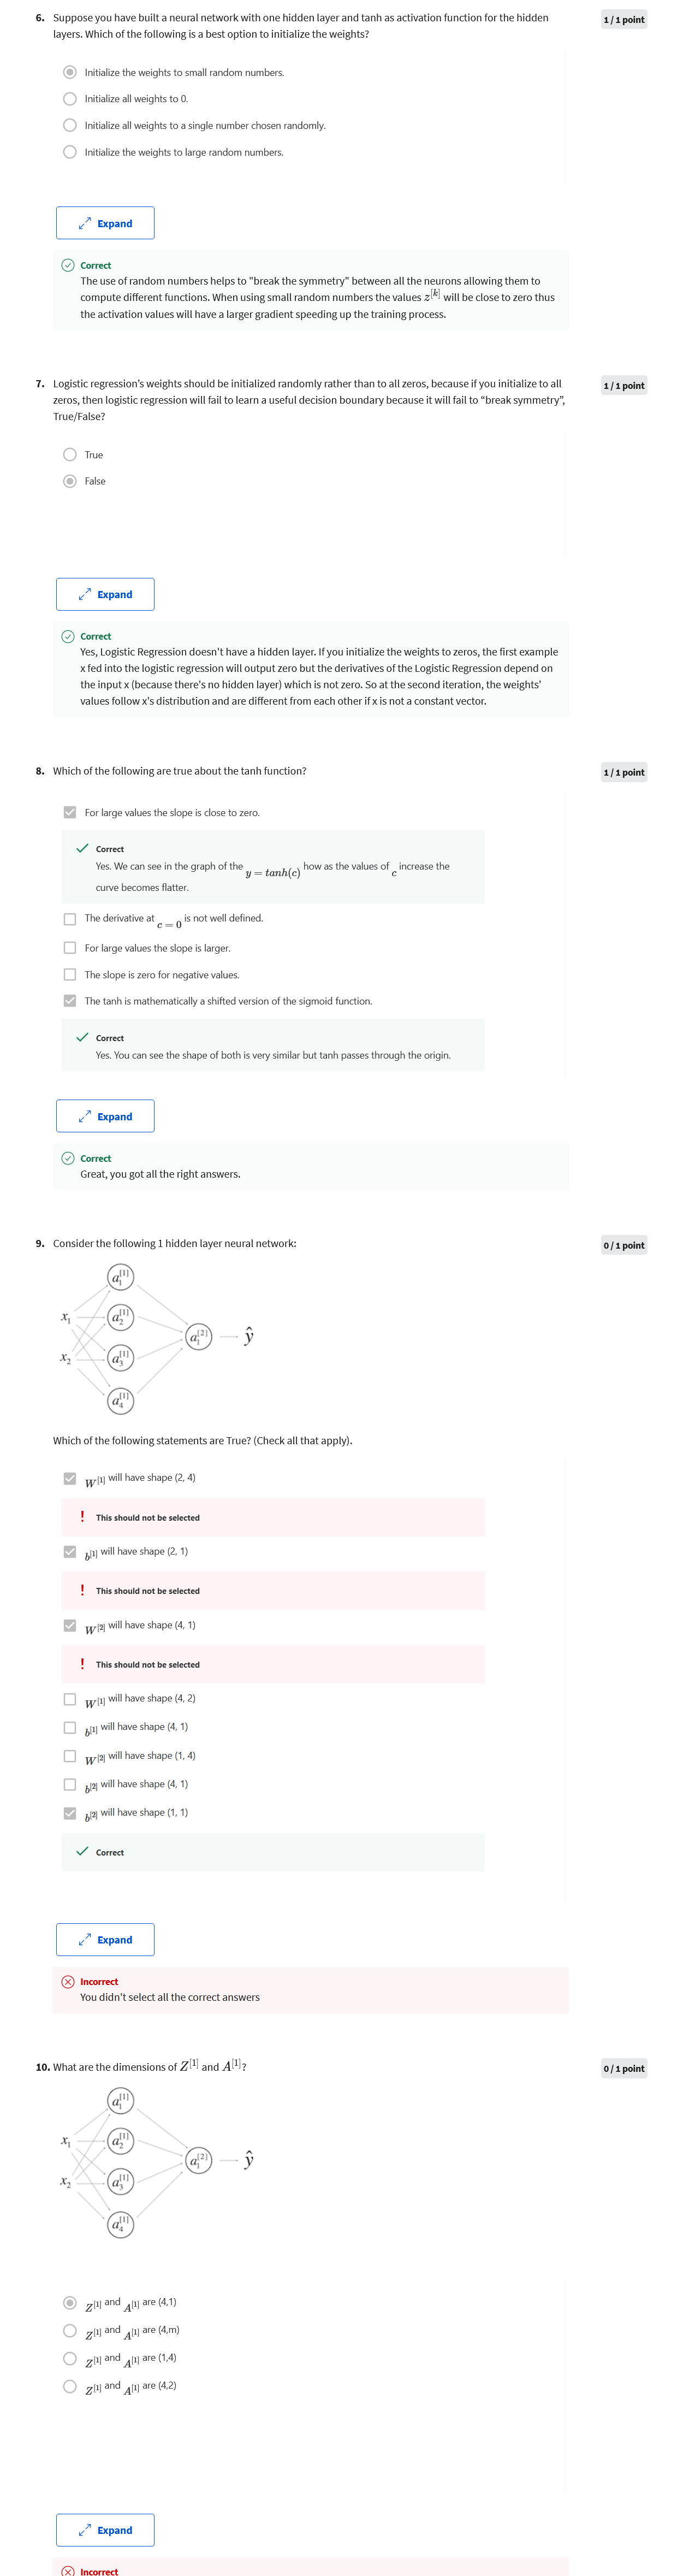 6. Suppose you have built a neural network with one hidden layer and tanh as activation function for the hidden
layers. Which of the following is a best option to initialize the weights?
1 / 1 point
Initialize the weights to small random numbers.
Initialize all weights to 0.
Initialize all weights to a single number chosen randomly.
Initialize the weights to large random numbers.
Expand
Correct
The use of random numbers helps to "break the symmetry" between all the neurons allowing them to
compute different functions. When using small random numbers the values z^[k] will be close to zero thus
the activation values will have a larger gradient speeding up the training process.
7. Logistic regression's weights should be initialized randomly rather than to all zeros, because if you initialize to all
zeros, then logistic regression will fail to learn a useful decision boundary because it will fail to “break symmetry”,
True/False?
1 / 1 point
True
False
Expand
Correct
Yes, Logistic Regression doesn't have a hidden layer. If you initialize the weights to zeros, the first example
x fed into the logistic regression will output zero but the derivatives of the Logistic Regression depend on
the input x (because there's no hidden layer) which is not zero. So at the second iteration, the weights'
values follow x's distribution and are different from each other if x is not a constant vector.
8. Which of the following are true about the tanh function?
1 / 1 point
For large values the slope is close to zero.
Correct
Yes. We can see in the graph of the y = tanh(c) how as the values of c increase the
curve becomes flatter.
The derivative at c = 0 is not well defined.
For large values the slope is larger.
The slope is zero for negative values.
The tanh is mathematically a shifted version of the sigmoid function.
Correct
Yes. You can see the shape of both is very similar but tanh passes through the origin.
Expand
Correct
Great, you got all the right answers.
9. Consider the following 1 hidden layer neural network:
0 / 1 point
a_1^[1]
x_1
a_2^[1]
a_1^[2]
ŷ
x_2
a_3^[1]
a_4^[1]
Which of the following statements are True? (Check all that apply).
W^[1] will have shape (2, 4)
! This should not be selected
b^[1] will have shape (2, 1)
! This should not be selected
W^[2] will have shape (4, 1)
! This should not be selected
W^[1] will have shape (4, 2)
b^[1] will have shape (4, 1)
W^[2] will have shape (1, 4)
b^[2] will have shape (4, 1)
b^[2] will have shape (1, 1)
Correct
Expand
Incorrect
You didn't select all the correct answers
10. What are the dimensions of Z^[1] and A^[1]?
0 / 1 point
a_1^[1]
x_1
a_2^[1]
a_1^[2]
ŷ
x_2
a_3^[1]
a_4^[1]
Z^[1] and A^[1] are (4,1)
Z^[1] and A^[1] are (4,m)
Z^[1] and A^[1] are (1,4)
Z^[1] and A^[1] are (4,2)
Expand
Incorrect